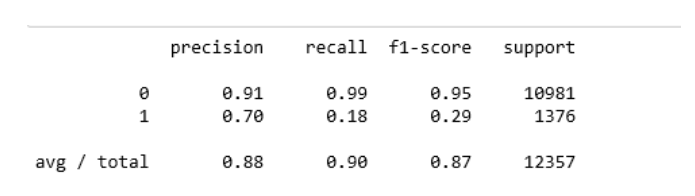 precision recall f1-score support
0 0.91 0.99 0.95 10981
1 0.70 0.18 0.29 1376
avg / total 0.88 0.90 0.87 12357